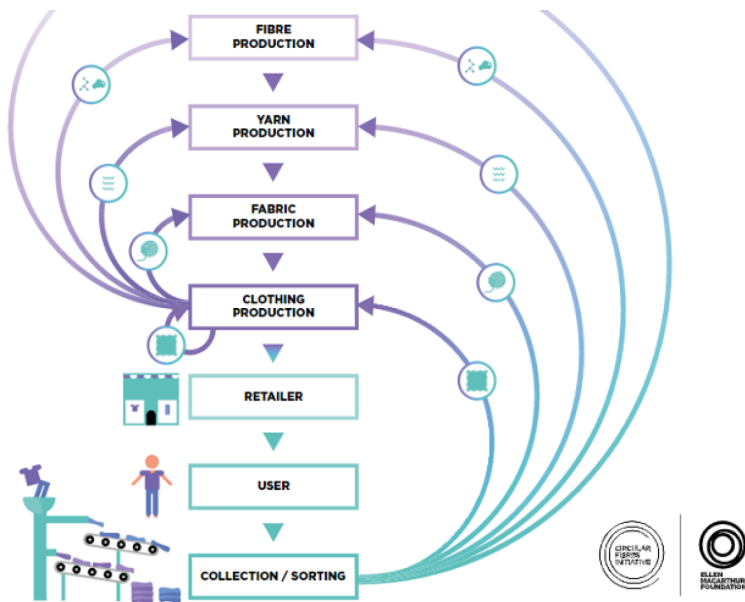 FIBRE
PRODUCTION
YARN
PRODUCTION
FABRIC
PRODUCTION
CLOTHING
PRODUCTION
RETAILER
USER
COLLECTION / SORTING
CIRCULAR
FIBRES
INITIATIVE
ELLEN
MACARTHUR
FOUNDATION